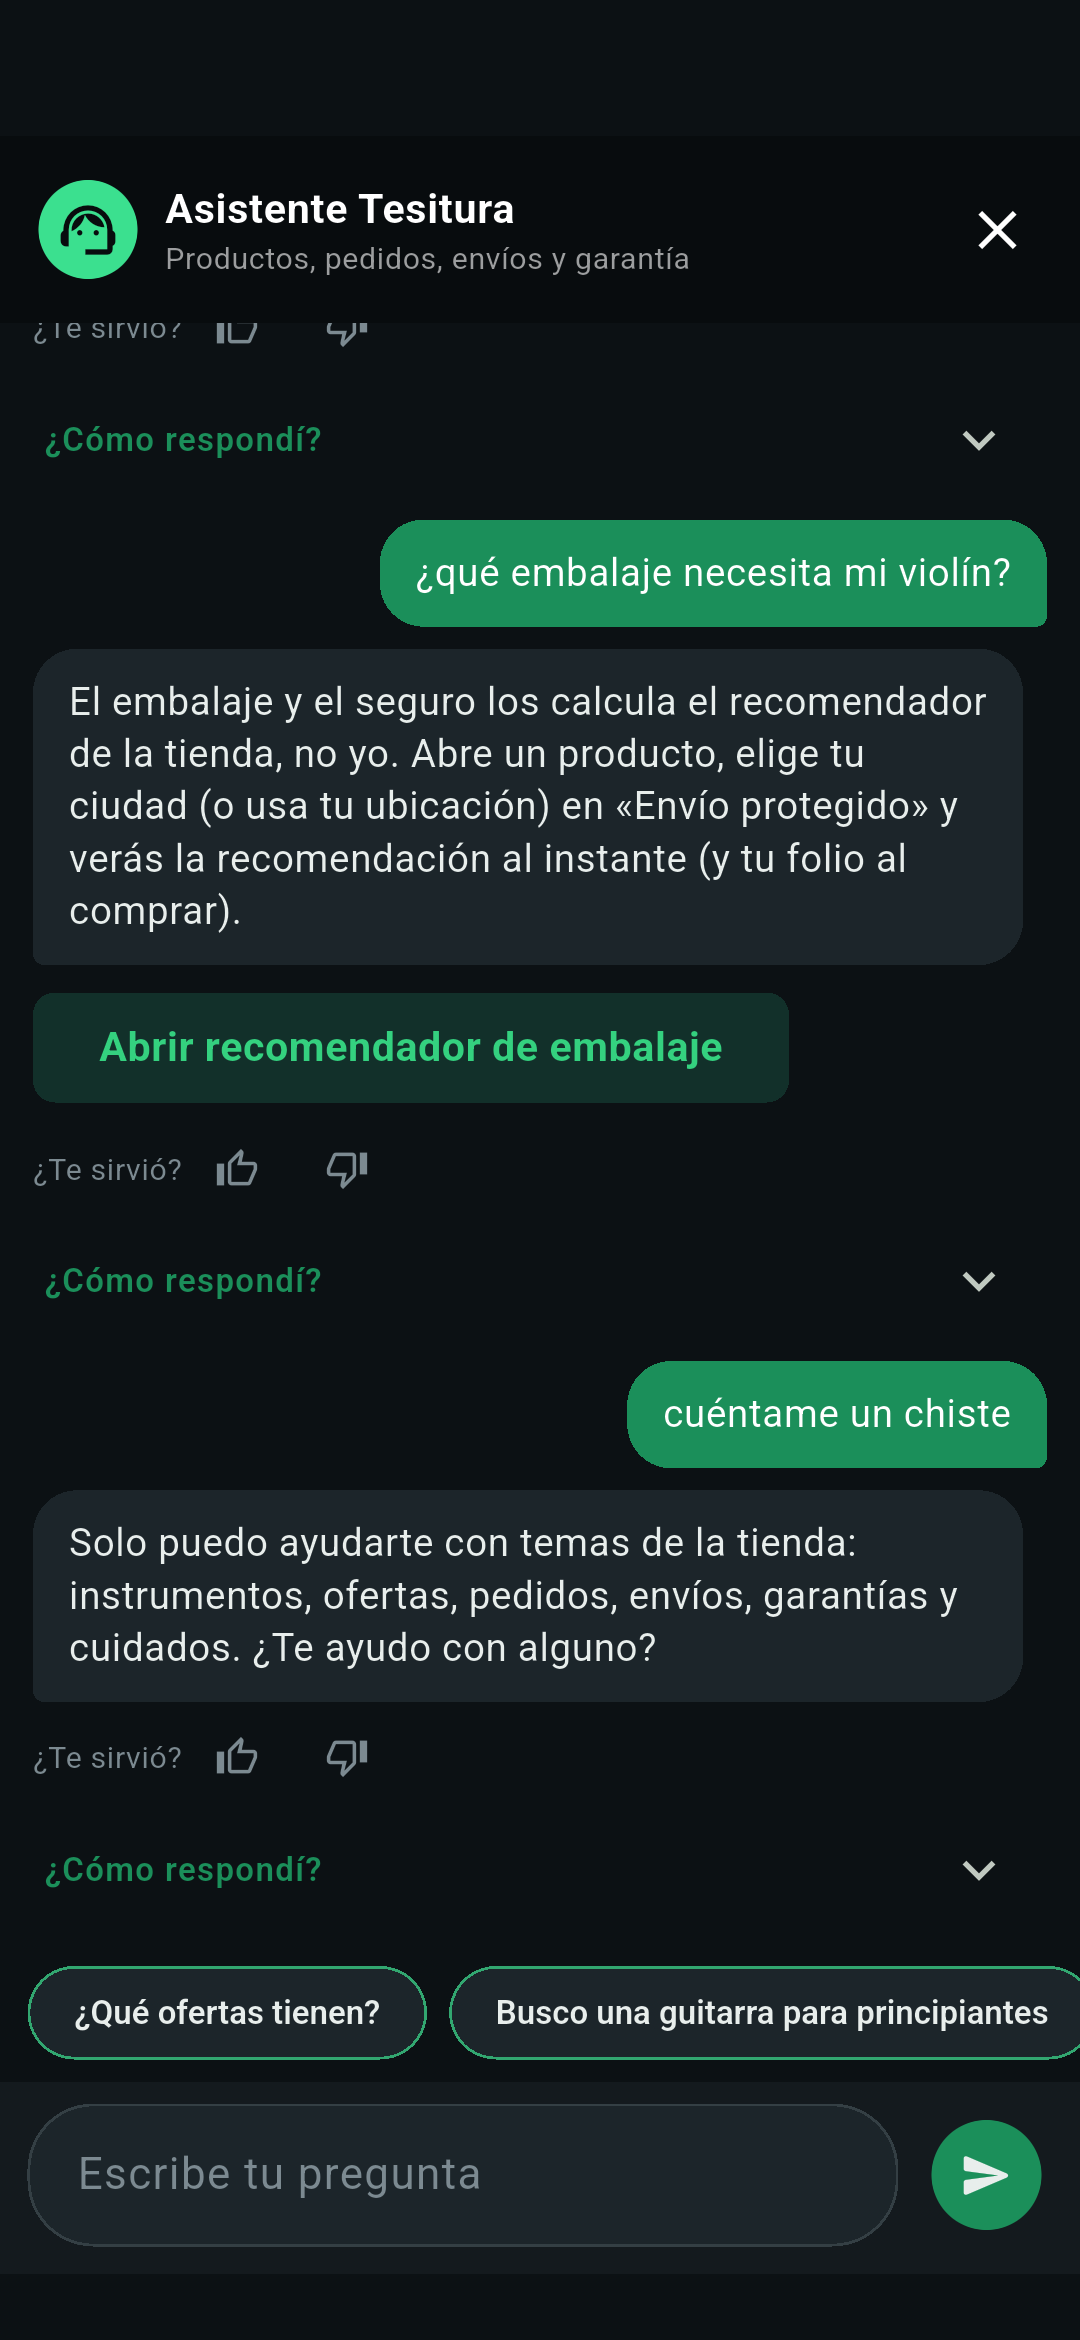 Asistente Tesitura
Productos, pedidos, envíos y garantía
¿Te sirvió?
¿Cómo respondí?
¿qué embalaje necesita mi violín?
El embalaje y el seguro los calcula el recomendador
de la tienda, no yo. Abre un producto, elige tu
ciudad (o usa tu ubicación) en «Envío protegido» y
verás la recomendación al instante (y tu folio al
comprar).
Abrir recomendador de embalaje
¿Te sirvió?
¿Cómo respondí?
cuéntame un chiste
Solo puedo ayudarte con temas de la tienda:
instrumentos, ofertas, pedidos, envíos, garantías y
cuidados. ¿Te ayudo con alguno?
¿Te sirvió?
¿Cómo respondí?
¿Qué ofertas tienen?
Busco una guitarra para principiantes
Escribe tu pregunta